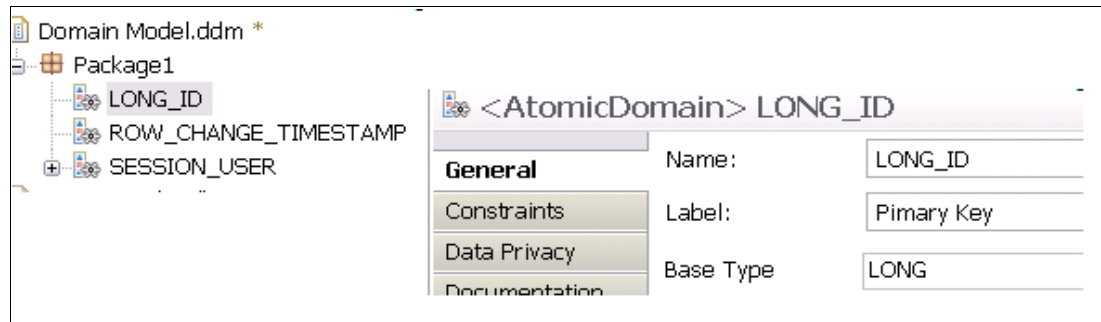 Domain Model.ddm *
Package1
LONG_ID
ROW_CHANGE_TIMESTAMP
SESSION_USER
<AtomicDomain> LONG_ID
General
Constraints
Data Privacy
Documentation
Name: LONG_ID
Label: Pimary Key
Base Type LONG